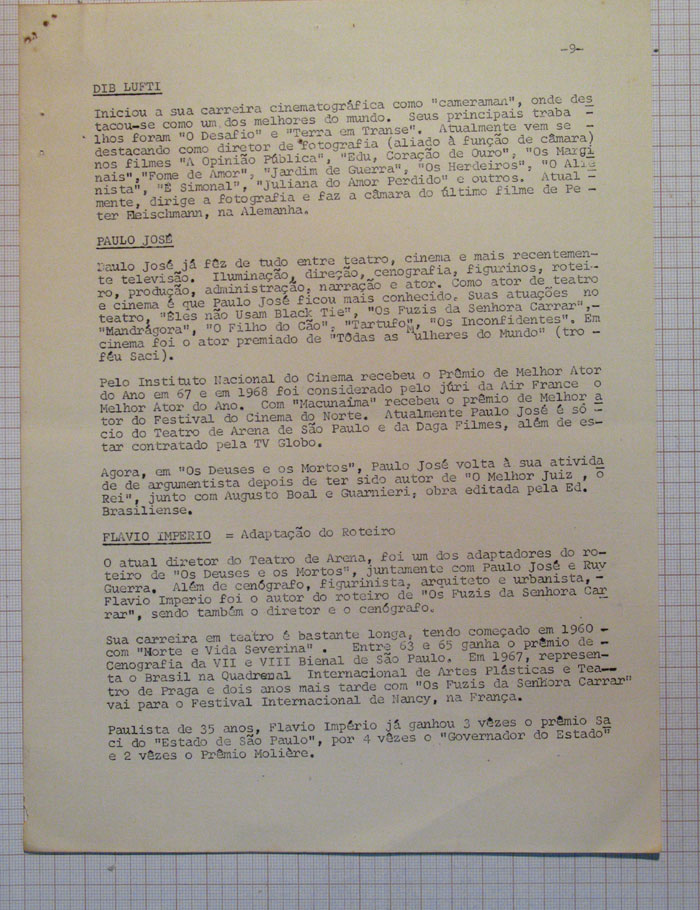 -9-
DIB LUFTI
Iniciou a sua carreira cinematográfica como "cameraman", onde des
tacou-se como um dos melhores do mundo. Seus principais traba -
lhos foram "O Desafio" e "Terra em Transe". Atualmente vem se -
destacando como diretor de fotografia (aliado à função de câmara)
nos filmes "A Opinião Pública", "Edu, Coração de Ouro", "Os Margi
nais","Fome de Amor", "Jardim de Guerra", "Os Herdeiros", "O Alie
nista", "É Simonal", "Juliana do Amor Perdido" e outros. Atual -
mente, dirige a fotografia e faz a câmara do último filme de Pe -
ter Fleischmann, na Alemanha.
PAULO JOSÉ
Paulo José já fêz de tudo entre teatro, cinema e mais recentemen-
te televisão. Iluminação, direção, cenografia, figurinos, rotei-
ro, produção, administração, narração e ator. Como ator de teatro
e cinema é que Paulo José ficou mais conhecido. Suas atuações no
teatro, "Êles não Usam Black Tie", "Os Fuzis da Senhora Carrar",-
"Mandrágora", "O Filho do Cão", "Tartufo", "Os Inconfidentes". Em
cinema foi o ator premiado de "Tôdas as Mulheres do Mundo" (tro -
féu Saci).
Pelo Instituto Nacional do Cinema recebeu o Prêmio de Melhor Ator
do Ano em 67 e em 1968 foi considerado pelo júri da Air France o
Melhor Ator do Ano. Com "Macunaíma" recebeu o prêmio de Melhor a
tor do Festival do Cinema do Norte. Atualmente Paulo José é só -
cio do Teatro de Arena de São Paulo e da Daga Filmes, além de es-
tar contratado pela TV Globo.
Agora, em "Os Deuses e os Mortos", Paulo José volta à sua ativida
de de argumentista depois de ter sido autor de "O Melhor Juiz , o
Rei", junto com Augusto Boal e Guarnieri, obra editada pela Ed.
Brasiliense.
FLAVIO IMPERIO = Adaptação do Roteiro
O atual diretor do Teatro de Arena, foi um dos adaptadores do ro-
teiro de "Os Deuses e os Mortos", juntamente com Paulo José e Ruy
Guerra. Além de cenógrafo, figurinista, arquiteto e urbanista, -
Flavio Imperio foi o autor do roteiro de "Os Fuzis da Senhora Car
rar", sendo também o diretor e o cenógrafo.
Sua carreira em teatro é bastante longa, tendo começado em 1960 -
com "Morte e Vida Severina" . Entre 63 e 65 ganha o prêmio de -
Cenografia da VII e VIII Bienal de São Paulo. Em 1967, represen-
ta o Brasil na Quadrenal Internacional de Artes Plásticas e Tea--
tro de Praga e dois anos mais tarde com "Os Fuzis da Senhora Carrar"
vai para o Festival Internacional de Nancy, na França.
Paulista de 35 anos, Flavio Império já ganhou 3 vêzes o prêmio Sa
ci do "Estado de São Paulo", por 4 vêzes o "Governador do Estado"
e 2 vêzes o Prêmio Molière.